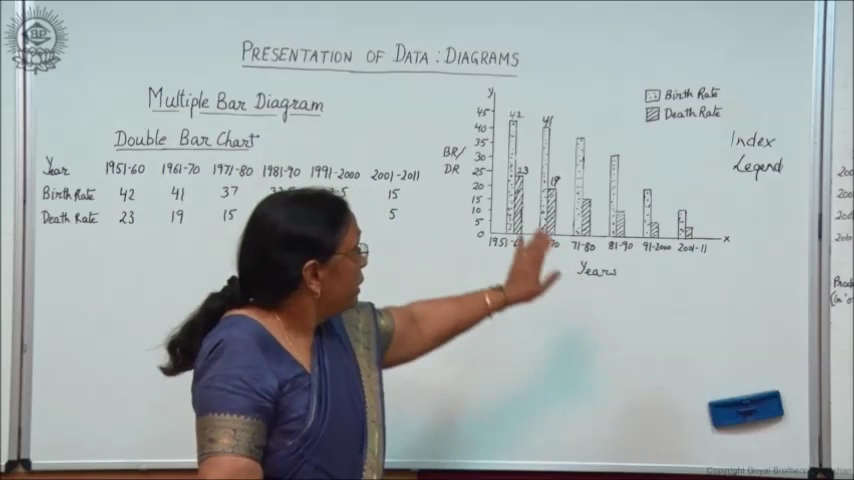 PRESENTATION OF DATA : DIAGRAMS
Multiple Bar Diagram
Double Bar Chart
Year 1951-60 1961-70 1971-80 1981-90 1991-2000 2001-2011
Birth Rate 42 41 37 15
Death Rate 23 19 15 5
Y
45
40
35
30
25
20
15
10
5
0
BR/
DR
42
41
23
19
71-80 81-90 91-2000 2001-11
X
Years
Birth Rate
Death Rate
Index
Legend
Copyright Goyal Brothers